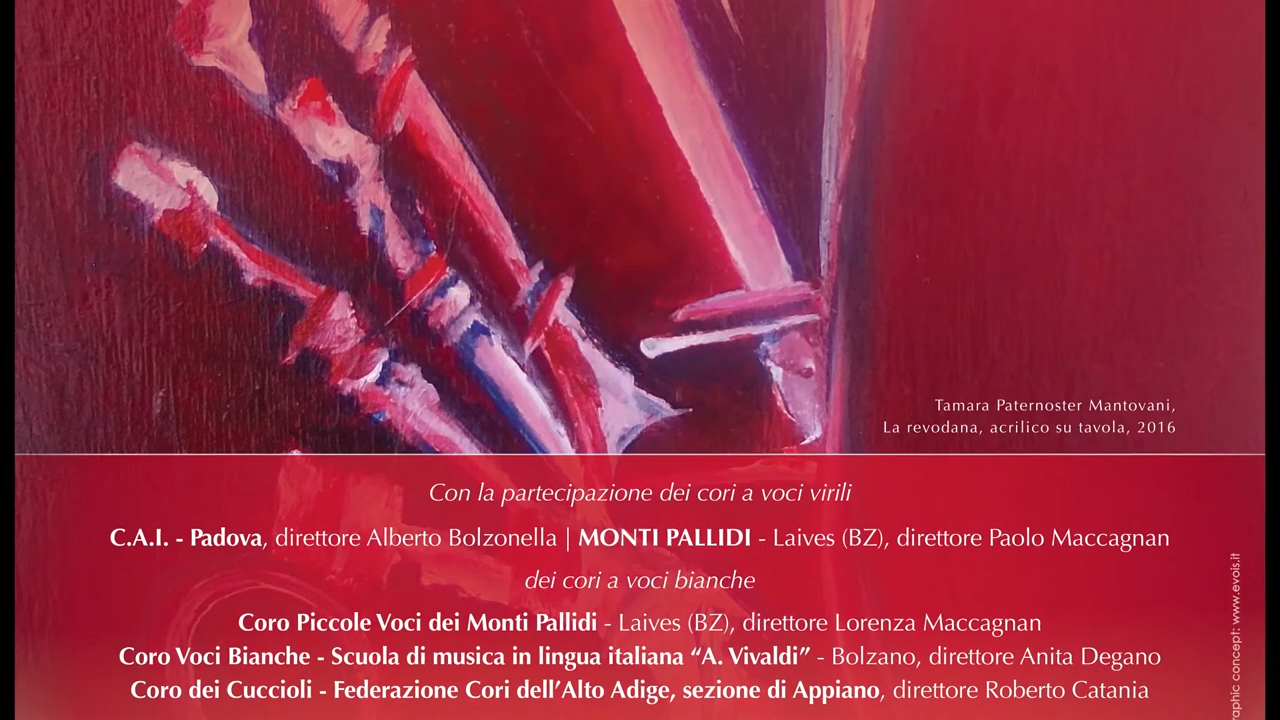 Tamara Paternoster Mantovani,
La revodana, acrilico su tavola, 2016
Con la partecipazione dei cori a voci virili
C.A.I. - Padova, direttore Alberto Bolzonella | MONTI PALLIDI - Laives (BZ), direttore Paolo Maccagnan
dei cori a voci bianche
Coro Piccole Voci dei Monti Pallidi - Laives (BZ), direttore Lorenza Maccagnan
Coro Voci Bianche - Scuola di musica in lingua italiana “A. Vivaldi” - Bolzano, direttore Anita Degano
Coro dei Cuccioli - Federazione Cori dell’Alto Adige, sezione di Appiano, direttore Roberto Catania
concept: www.evois.it